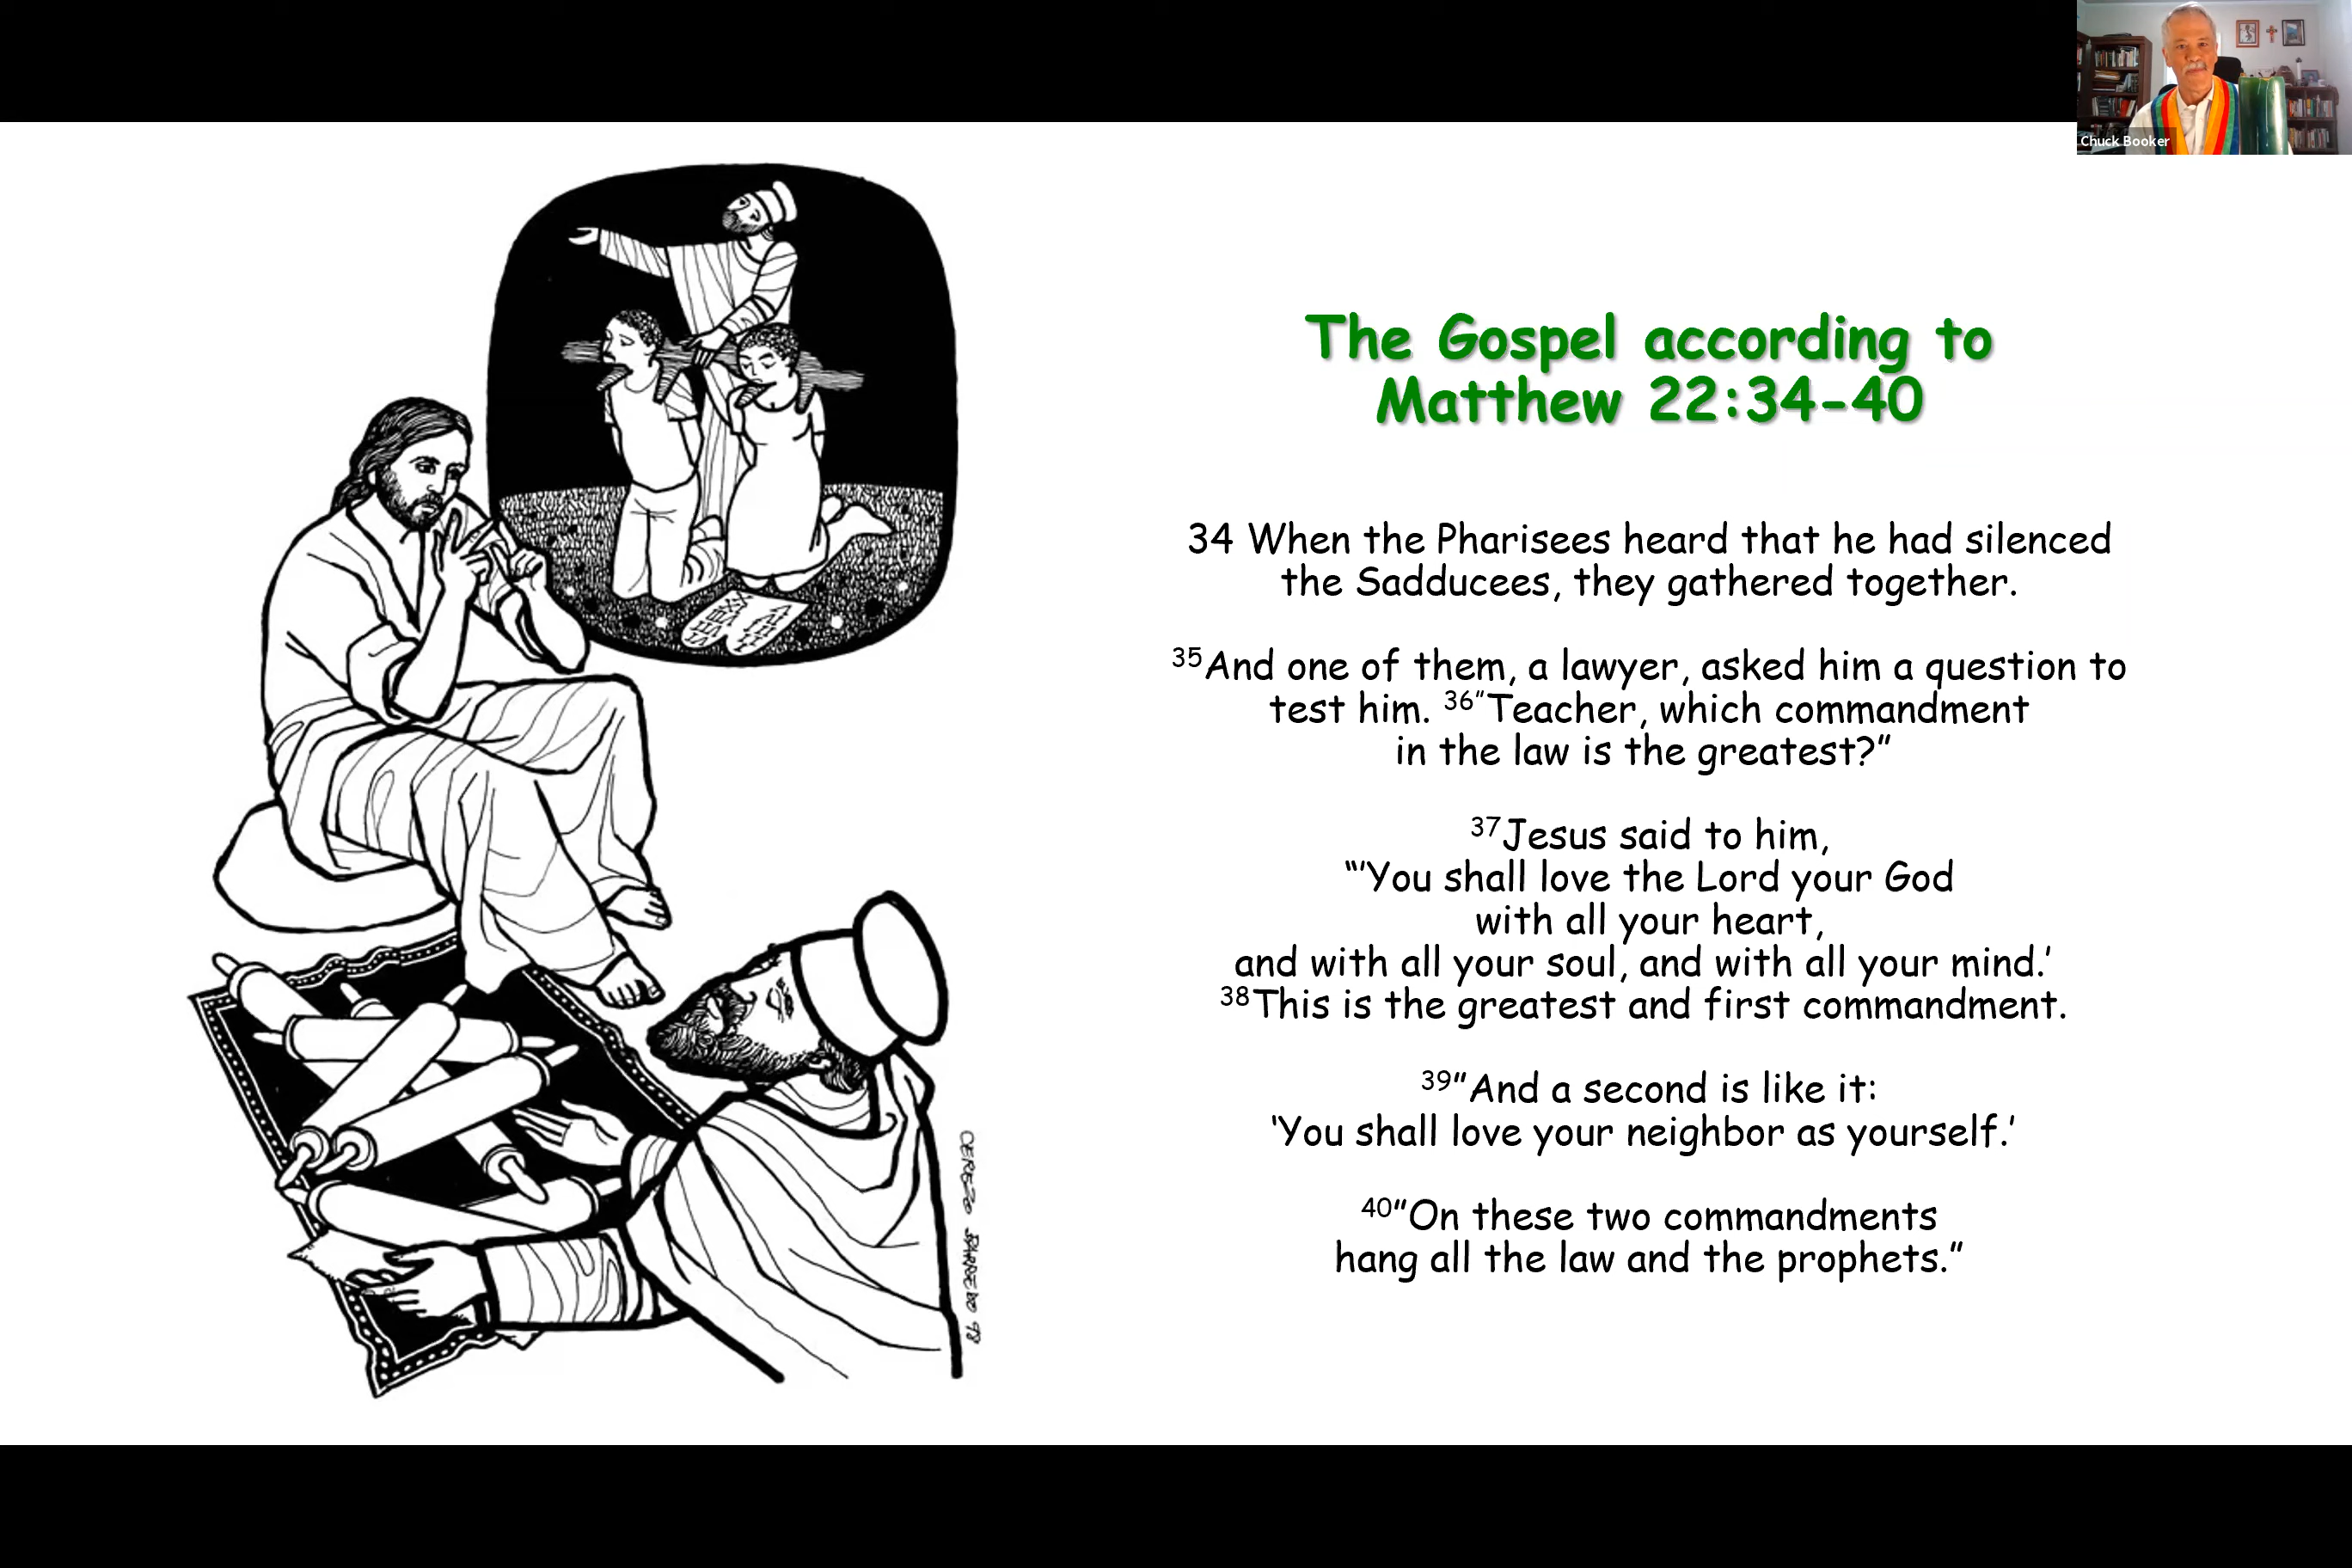 Chuck Booker
The Gospel according to
Matthew 22:34-40
34 When the Pharisees heard that he had silenced
the Sadducees, they gathered together.
35And one of them, a lawyer, asked him a question to
test him. 36"Teacher, which commandment
in the law is the greatest?”
37Jesus said to him,
“‘You shall love the Lord your God
with all your heart,
and with all your soul, and with all your mind.’
38This is the greatest and first commandment.
39"And a second is like it:
‘You shall love your neighbor as yourself.’
40"On these two commandments
hang all the law and the prophets.”
CEREZO BARREDO 98